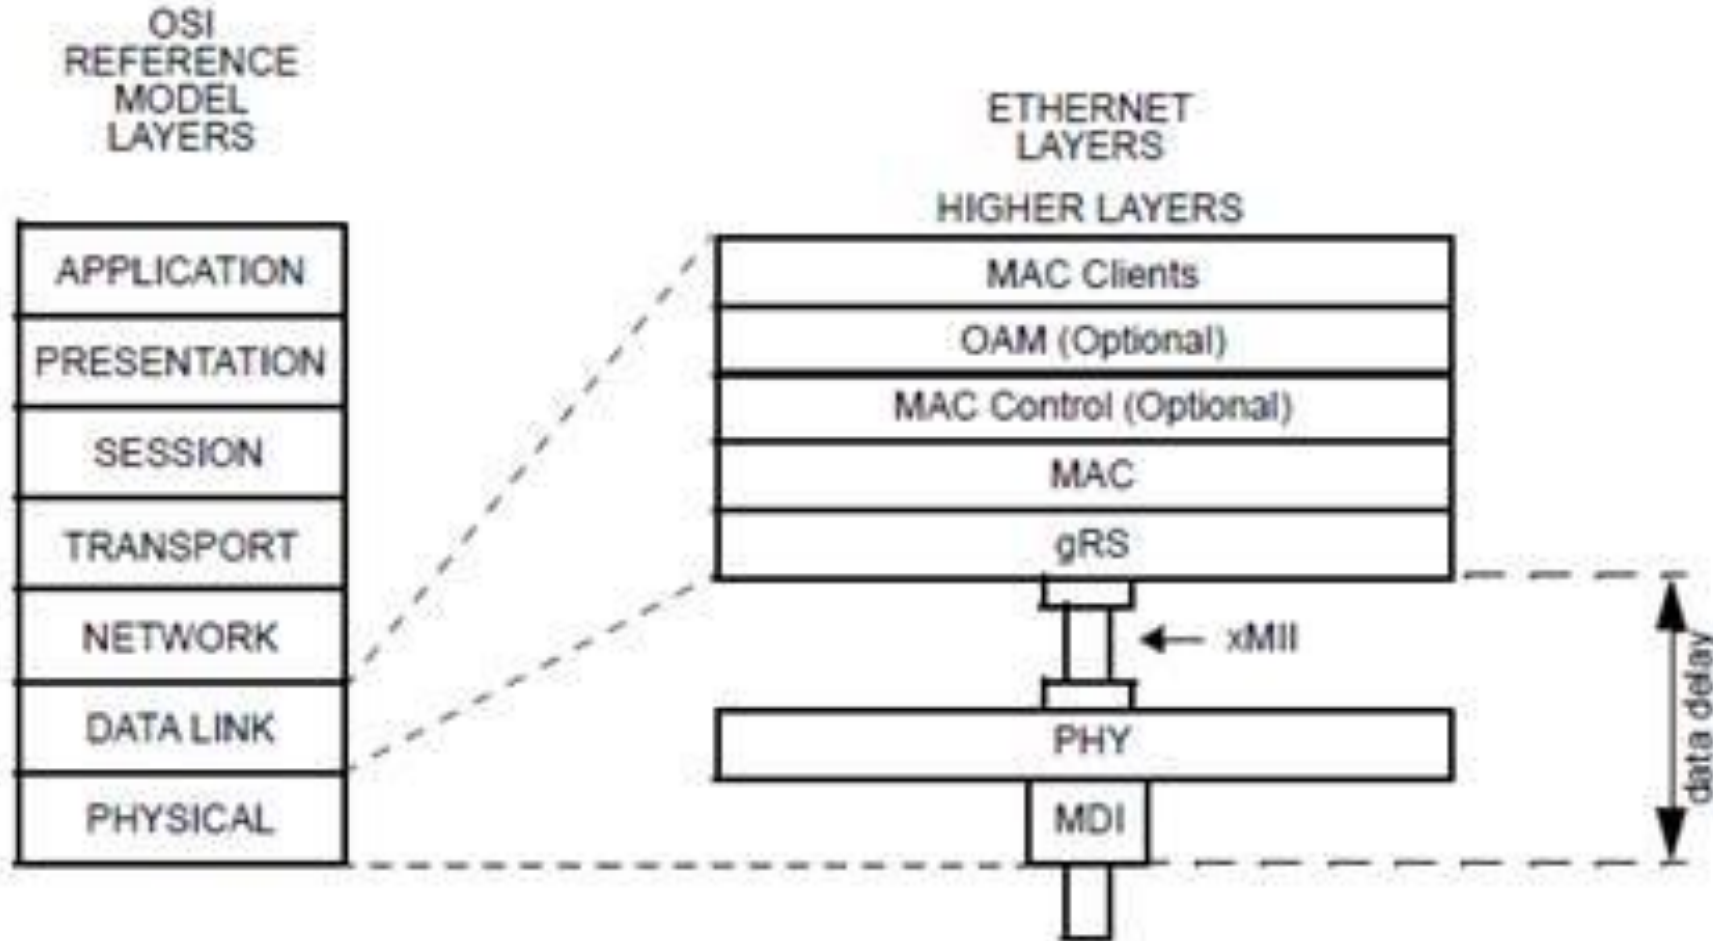 OSI
REFERENCE
MODEL
LAYERS
APPLICATION
PRESENTATION
SESSION
TRANSPORT
NETWORK
DATA LINK
PHYSICAL
ETHERNET
LAYERS
HIGHER LAYERS
MAC Clients
OAM (Optional)
MAC Control (Optional)
MAC
gRS
xMII
PHY
MDI
data delay